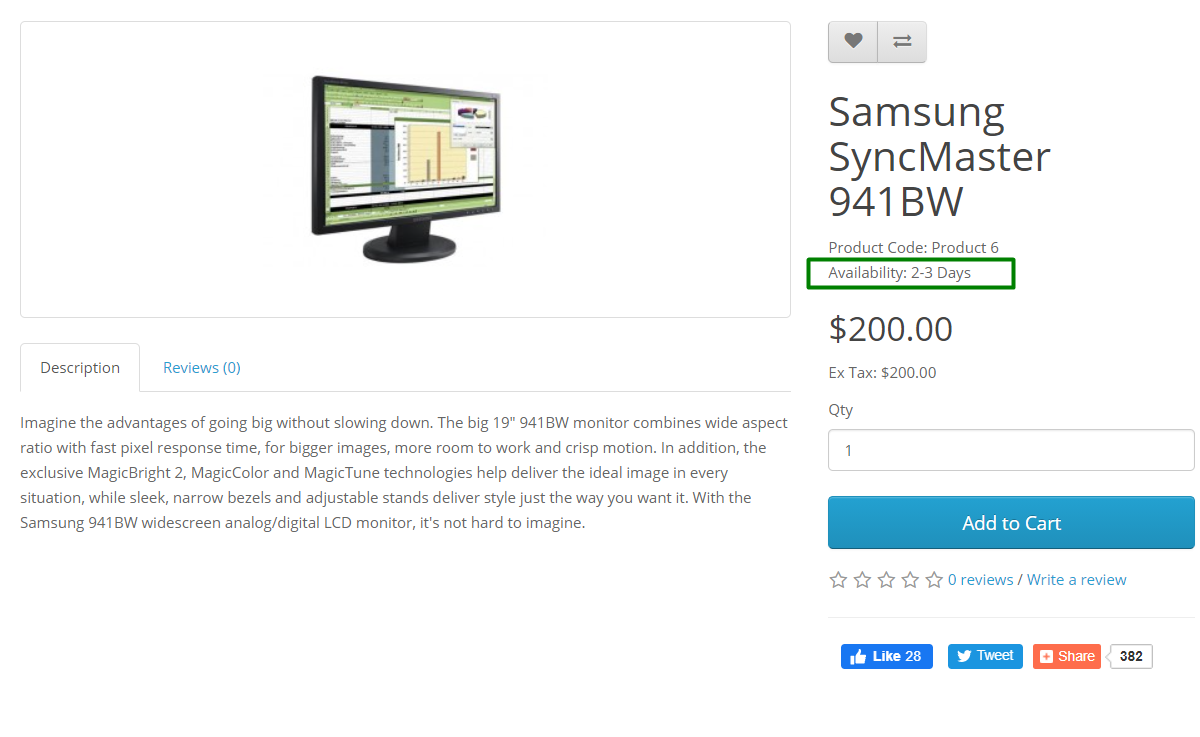 Samsung
SyncMaster
941BW
Product Code: Product 6
Availability: 2-3 Days
$200.00
Ex Tax: $200.00
Qty
1
Add to Cart
0 reviews / Write a review
Like 28
Tweet
Share
382
Description
Reviews (0)
Imagine the advantages of going big without slowing down. The big 19" 941BW monitor combines wide aspect
ratio with fast pixel response time, for bigger images, more room to work and crisp motion. In addition, the
exclusive MagicBright 2, MagicColor and MagicTune technologies help deliver the ideal image in every
situation, while sleek, narrow bezels and adjustable stands deliver style just the way you want it. With the
Samsung 941BW widescreen analog/digital LCD monitor, it's not hard to imagine.